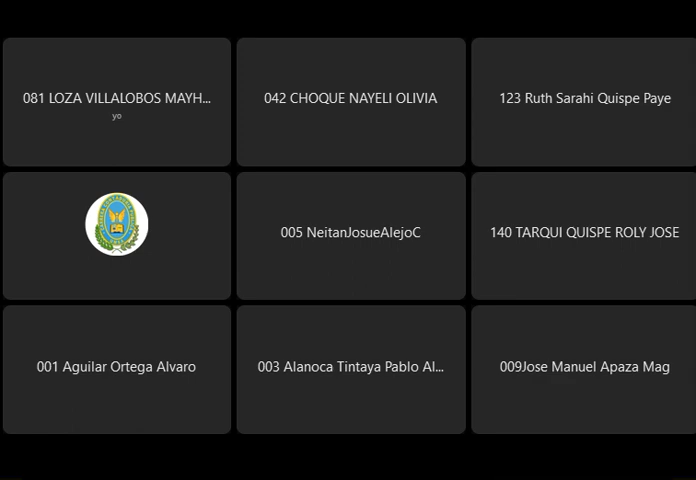 081 LOZA VILLALOBOS MAYH...
yo
042 CHOQUE NAYELI OLIVIA
123 Ruth Sarahi Quispe Paye
005 NeitanJosueAlejoC
140 TARQUI QUISPE ROLY JOSE
001 Aguilar Ortega Alvaro
003 Alanoca Tintaya Pablo Al...
009Jose Manuel Apaza Mag